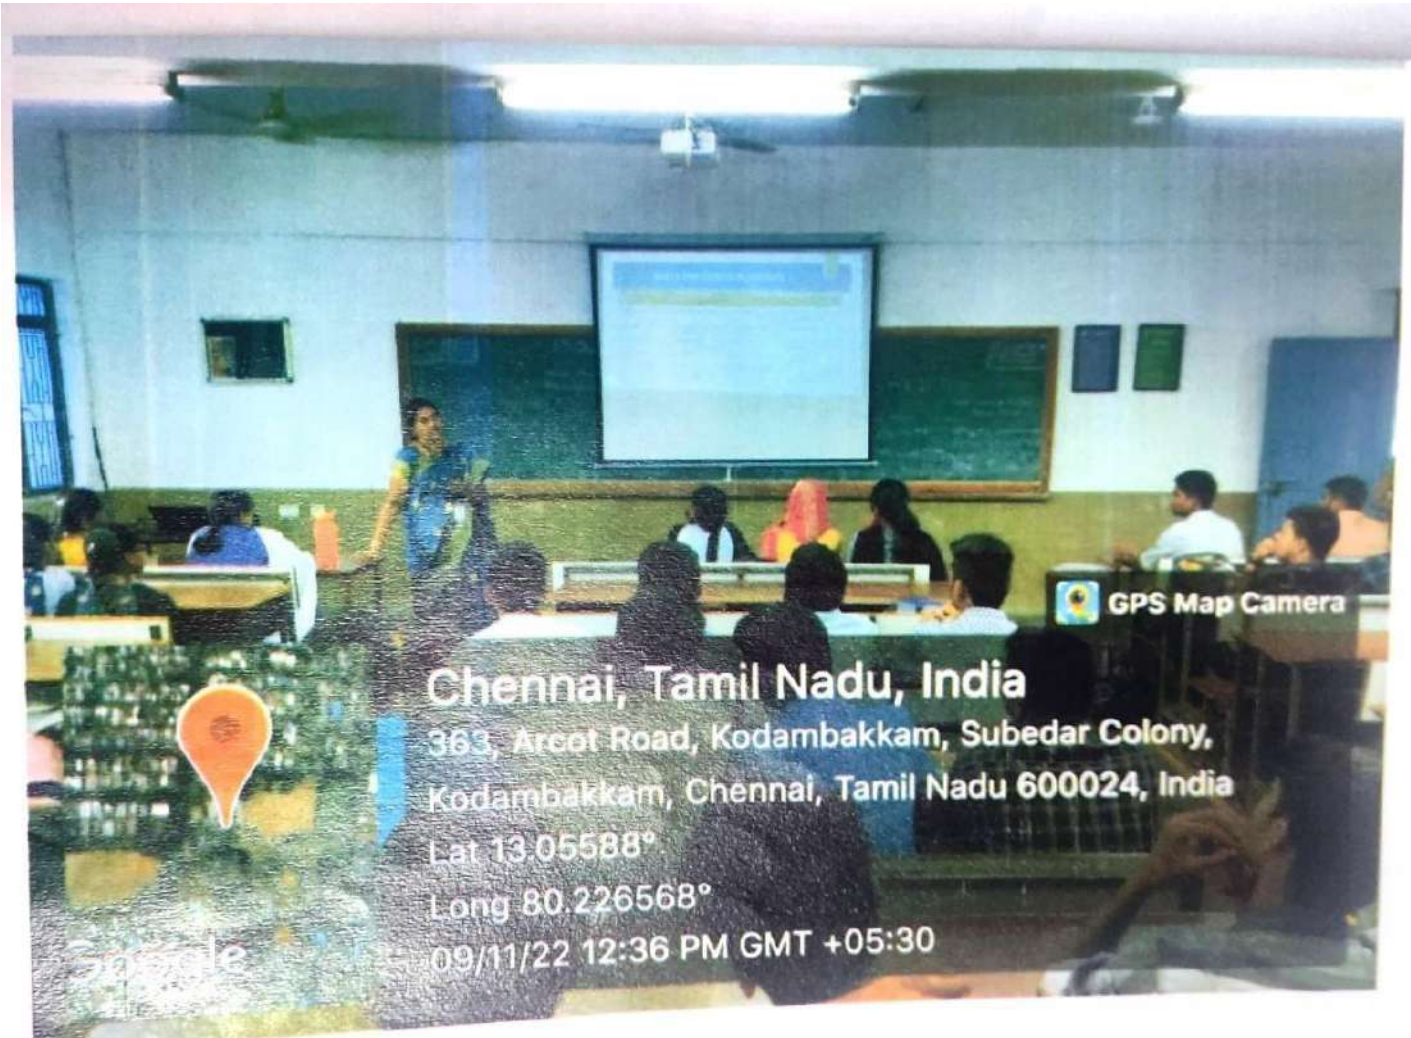 GPS Map Camera
Chennai, Tamil Nadu, India
363, Arcot Road, Kodambakkam, Subedar Colony,
Kodambakkam, Chennai, Tamil Nadu 600024, India
Lat 13.05588°
Long 80.226568°
09/11/22 12:36 PM GMT +05:30
Google